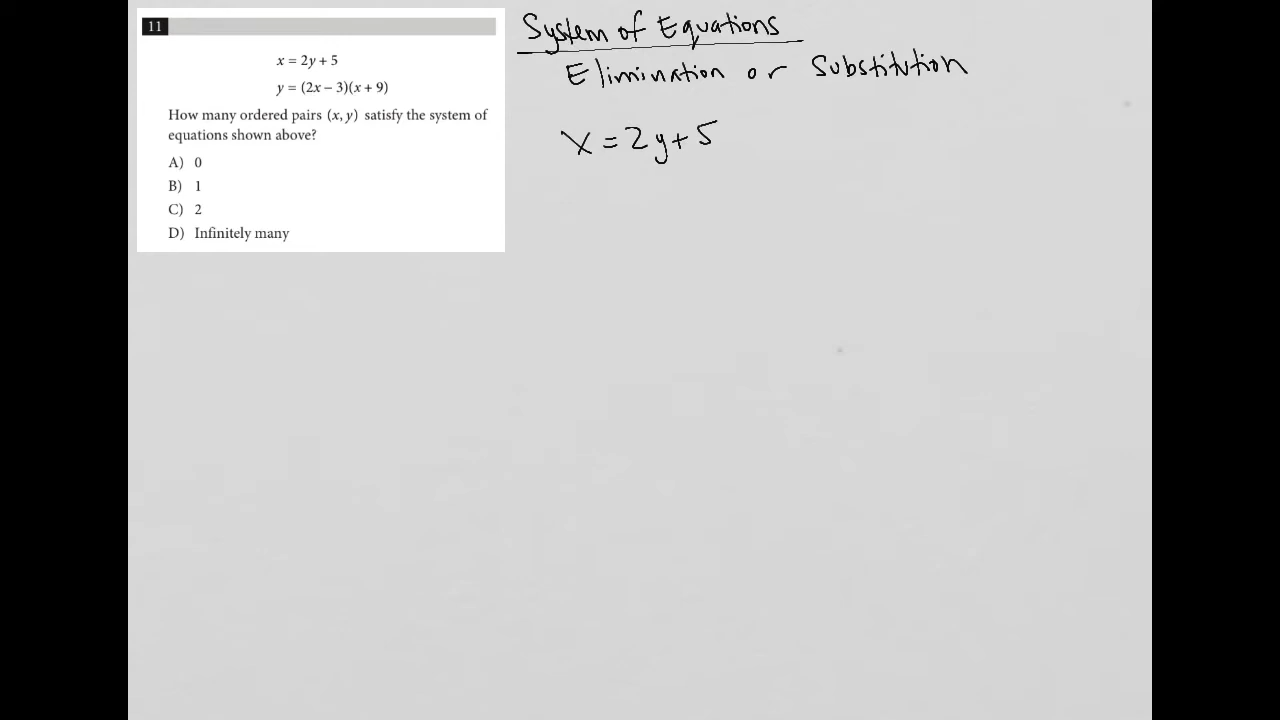 11
x = 2y + 5
y = (2x − 3)(x + 9)
How many ordered pairs (x, y) satisfy the system of
equations shown above?
A) 0
B) 1
C) 2
D) Infinitely many
System of Equations
Elimination or Substitution
x = 2y + 5